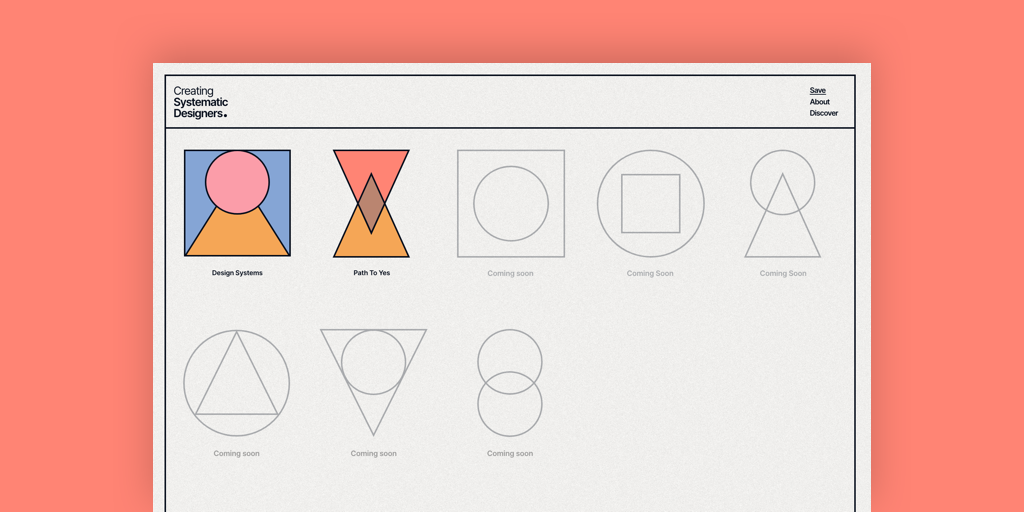 Creating
Systematic
Designers.
Save
About
Discover
Design Systems
Path To Yes
Coming soon
Coming Soon
Coming Soon
Coming soon
Coming soon
Coming soon